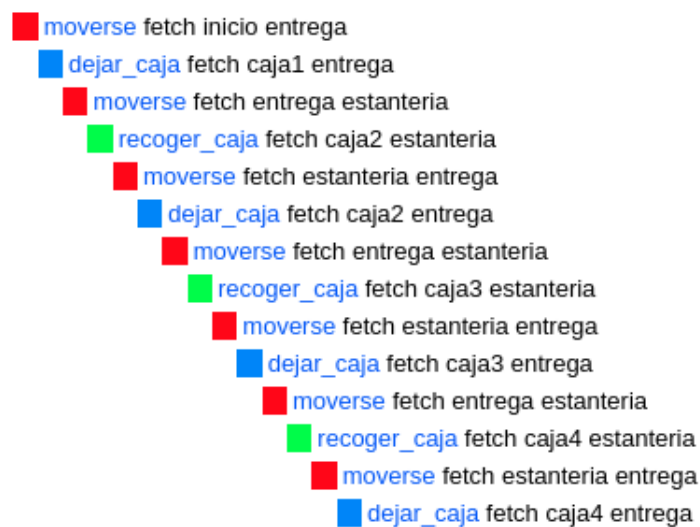 moverse fetch inicio entrega
dejar_caja fetch caja1 entrega
moverse fetch entrega estanteria
recoger_caja fetch caja2 estanteria
moverse fetch estanteria entrega
dejar_caja fetch caja2 entrega
moverse fetch entrega estanteria
recoger_caja fetch caja3 estanteria
moverse fetch estanteria entrega
dejar_caja fetch caja3 entrega
moverse fetch entrega estanteria
recoger_caja fetch caja4 estanteria
moverse fetch estanteria entrega
dejar_caja fetch caja4 entrega